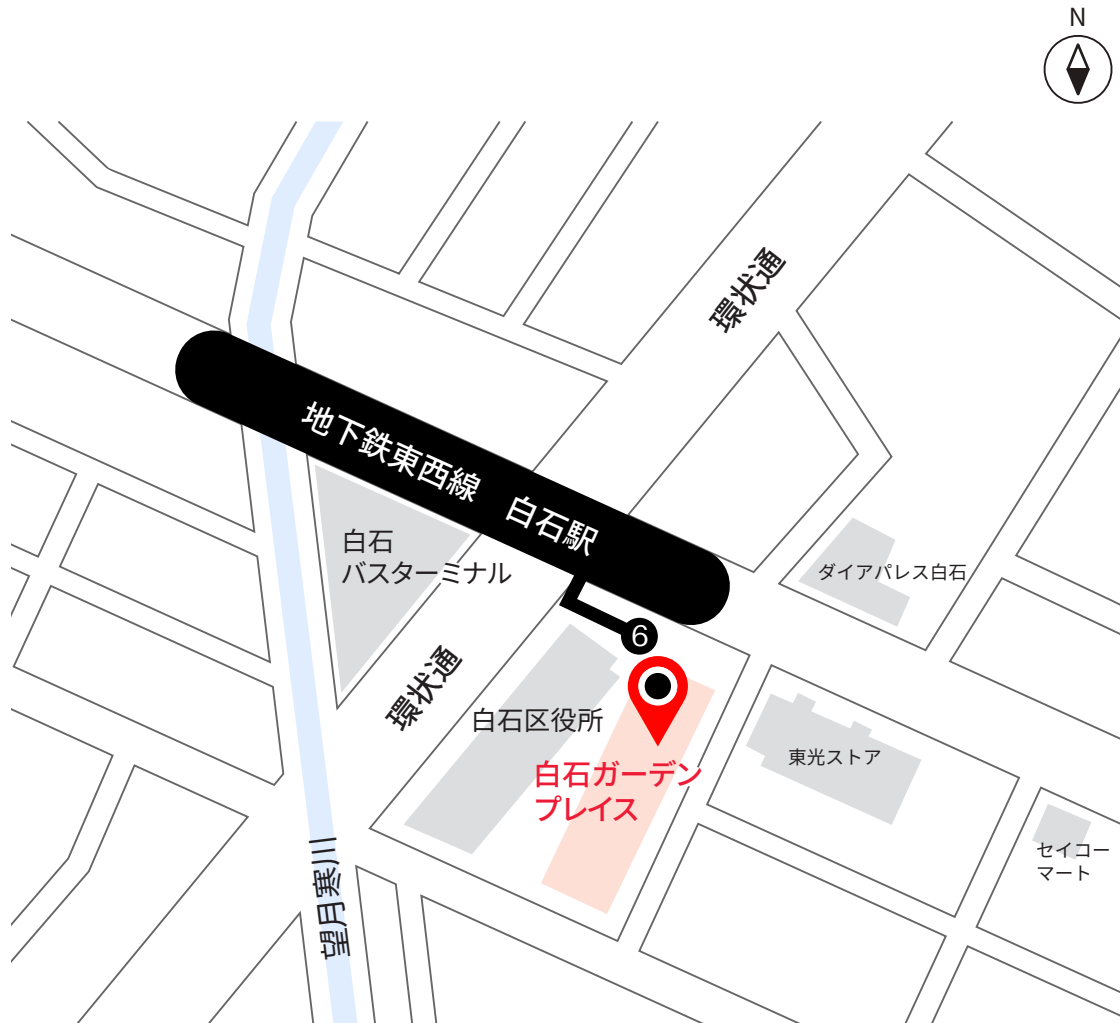 N
環状通
地下鉄東西線　白石駅
白石
バスターミナル
ダイアパレス白石
6
環状通
白石区役所
東光ストア
白石ガーデン
プレイス
セイコー
マート
望月寒川